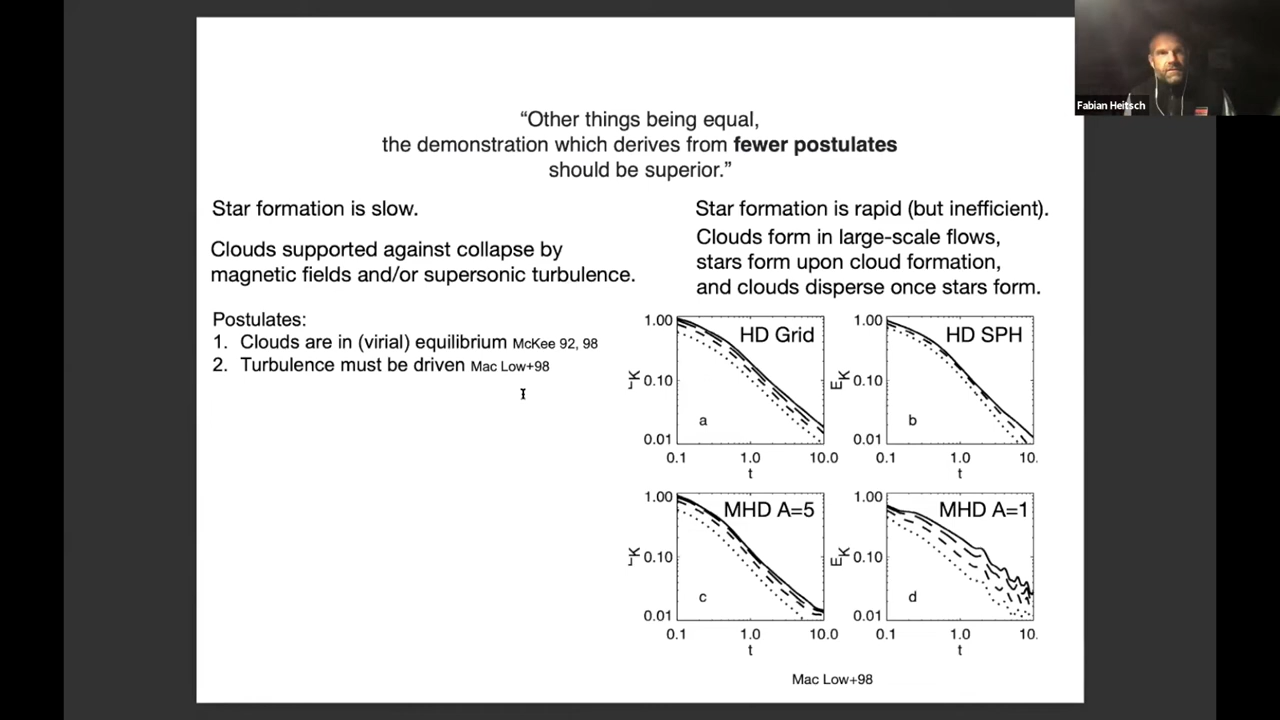 Fabian Heitsch
“Other things being equal,
the demonstration which derives from fewer postulates
should be superior.”
Star formation is slow.
Clouds supported against collapse by
magnetic fields and/or supersonic turbulence.
Postulates:
1. Clouds are in (virial) equilibrium McKee 92, 98
2. Turbulence must be driven Mac Low+98
Star formation is rapid (but inefficient).
Clouds form in large-scale flows,
stars form upon cloud formation,
and clouds disperse once stars form.
HD Grid
1.00
0.10
0.01
a
0.1 1.0 10.0
t
HD SPH
1.00
E_K
0.10
0.01
b
0.1 1.0 10.
t
MHD A=5
1.00
0.10
0.01
c
0.1 1.0 10.0
t
MHD A=1
1.00
E_K
0.10
0.01
d
0.1 1.0 10.
t
Mac Low+98